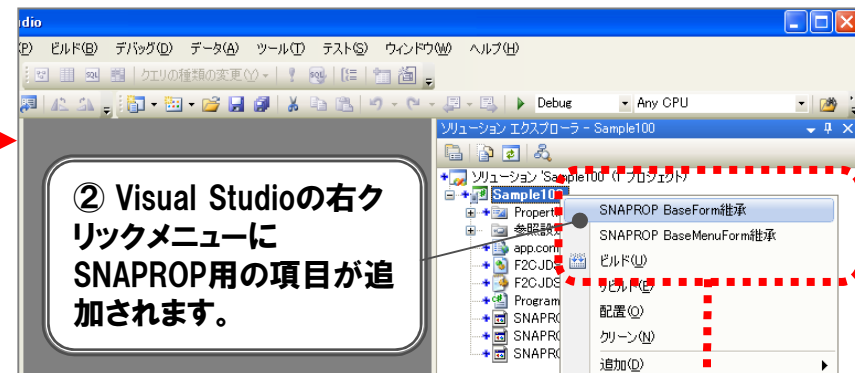 dio
(P) ビルド(B) デバッグ(D) データ(A) ツール(T) テスト(S) ウィンドウ(W) ヘルプ(H)
クエリの種類の変更(Y)
Debug Any CPU
ソリューション エクスプローラ - Sample100
ソリューション 'Sample100' (1 プロジェクト)
Sample10
Propert
参照設定
app.con
F2CJDS
F2CJDS
Program
SNAPRO
SNAPRO
SNAPRO
SNAPROP BaseForm継承
SNAPROP BaseMenuForm継承
ビルド(U)
リビルド(E)
配置(O)
クリーン(N)
追加(D)
② Visual Studioの右ク
リックメニューに
SNAPROP用の項目が追
加されます。